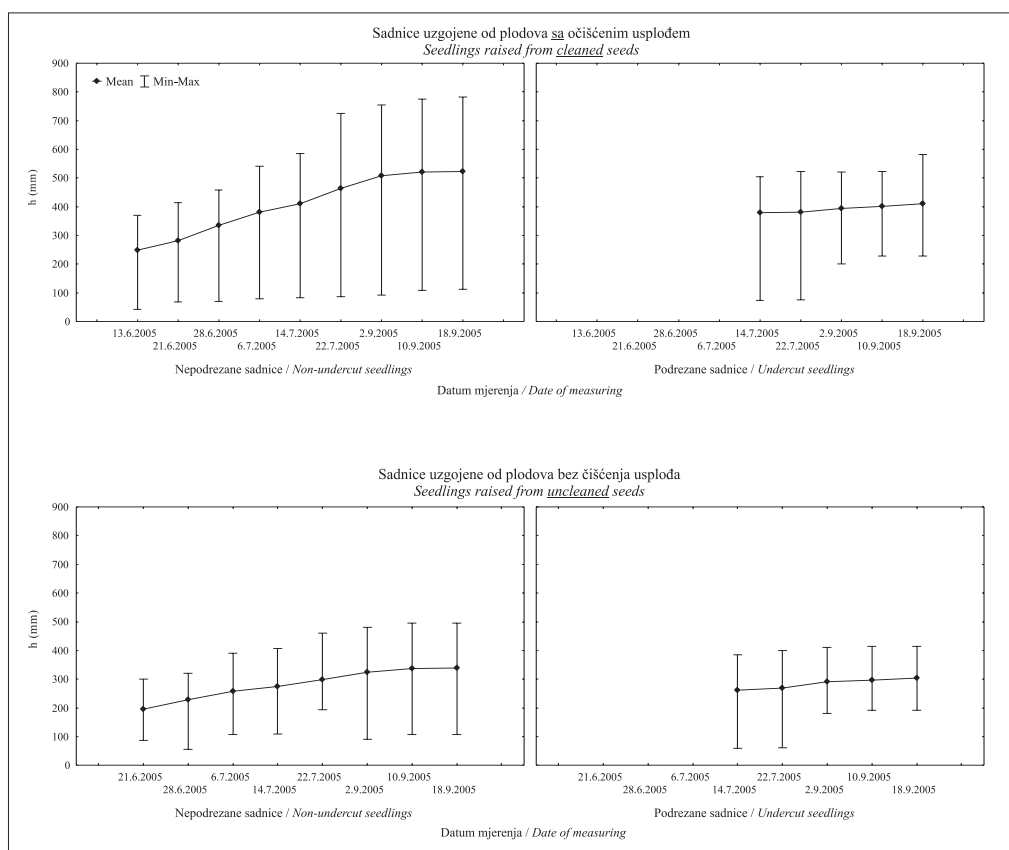 Sadnice uzgojene od plodova sa očišćenim usplođem
Seedlings raised from cleaned seeds
Mean Min-Max
h (mm)
900
800
700
600
500
400
300
200
100
0
13.6.2005 28.6.2005 14.7.2005 2.9.2005 18.9.2005
21.6.2005 6.7.2005 22.7.2005 10.9.2005
Nepodrezane sadnice / Non-undercut seedlings
13.6.2005 28.6.2005 14.7.2005 2.9.2005 18.9.2005
21.6.2005 6.7.2005 22.7.2005 10.9.2005
Podrezane sadnice / Undercut seedlings
Datum mjerenja / Date of measuring
Sadnice uzgojene od plodova bez čišćenja usplođa
Seedlings raised from uncleaned seeds
h (mm)
900
800
700
600
500
400
300
200
100
0
21.6.2005 6.7.2005 22.7.2005 10.9.2005
28.6.2005 14.7.2005 2.9.2005 18.9.2005
Nepodrezane sadnice / Non-undercut seedlings
21.6.2005 6.7.2005 22.7.2005 10.9.2005
28.6.2005 14.7.2005 2.9.2005 18.9.2005
Podrezane sadnice / Undercut seedlings
Datum mjerenja / Date of measuring